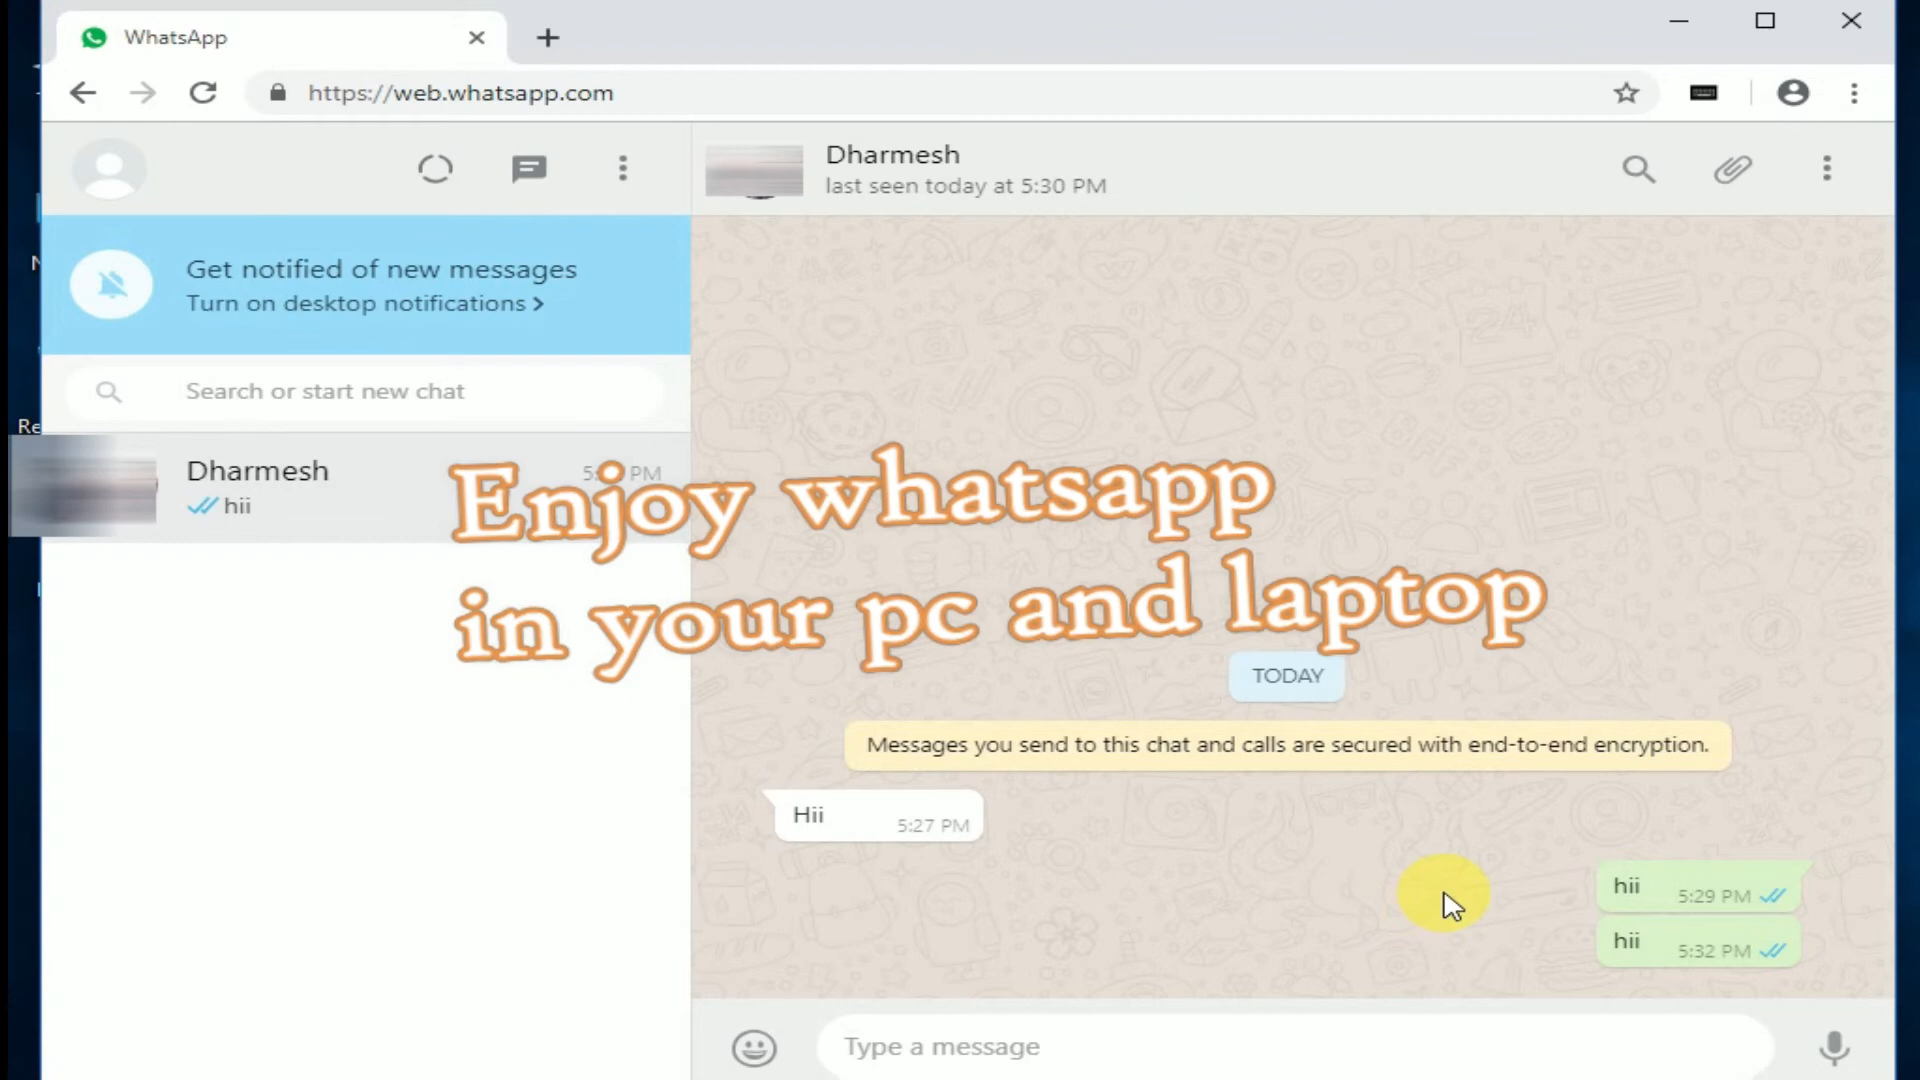 WhatsApp
https://web.whatsapp.com
Dharmesh
last seen today at 5:30 PM
Get notified of new messages
Turn on desktop notifications >
Search or start new chat
Re
Dharmesh
PM
hii
Enjoy whatsapp
in your pc and laptop
TODAY
Messages you send to this chat and calls are secured with end-to-end encryption.
Hii
5:27 PM
hii
5:29 PM
hii
5:32 PM
Type a message